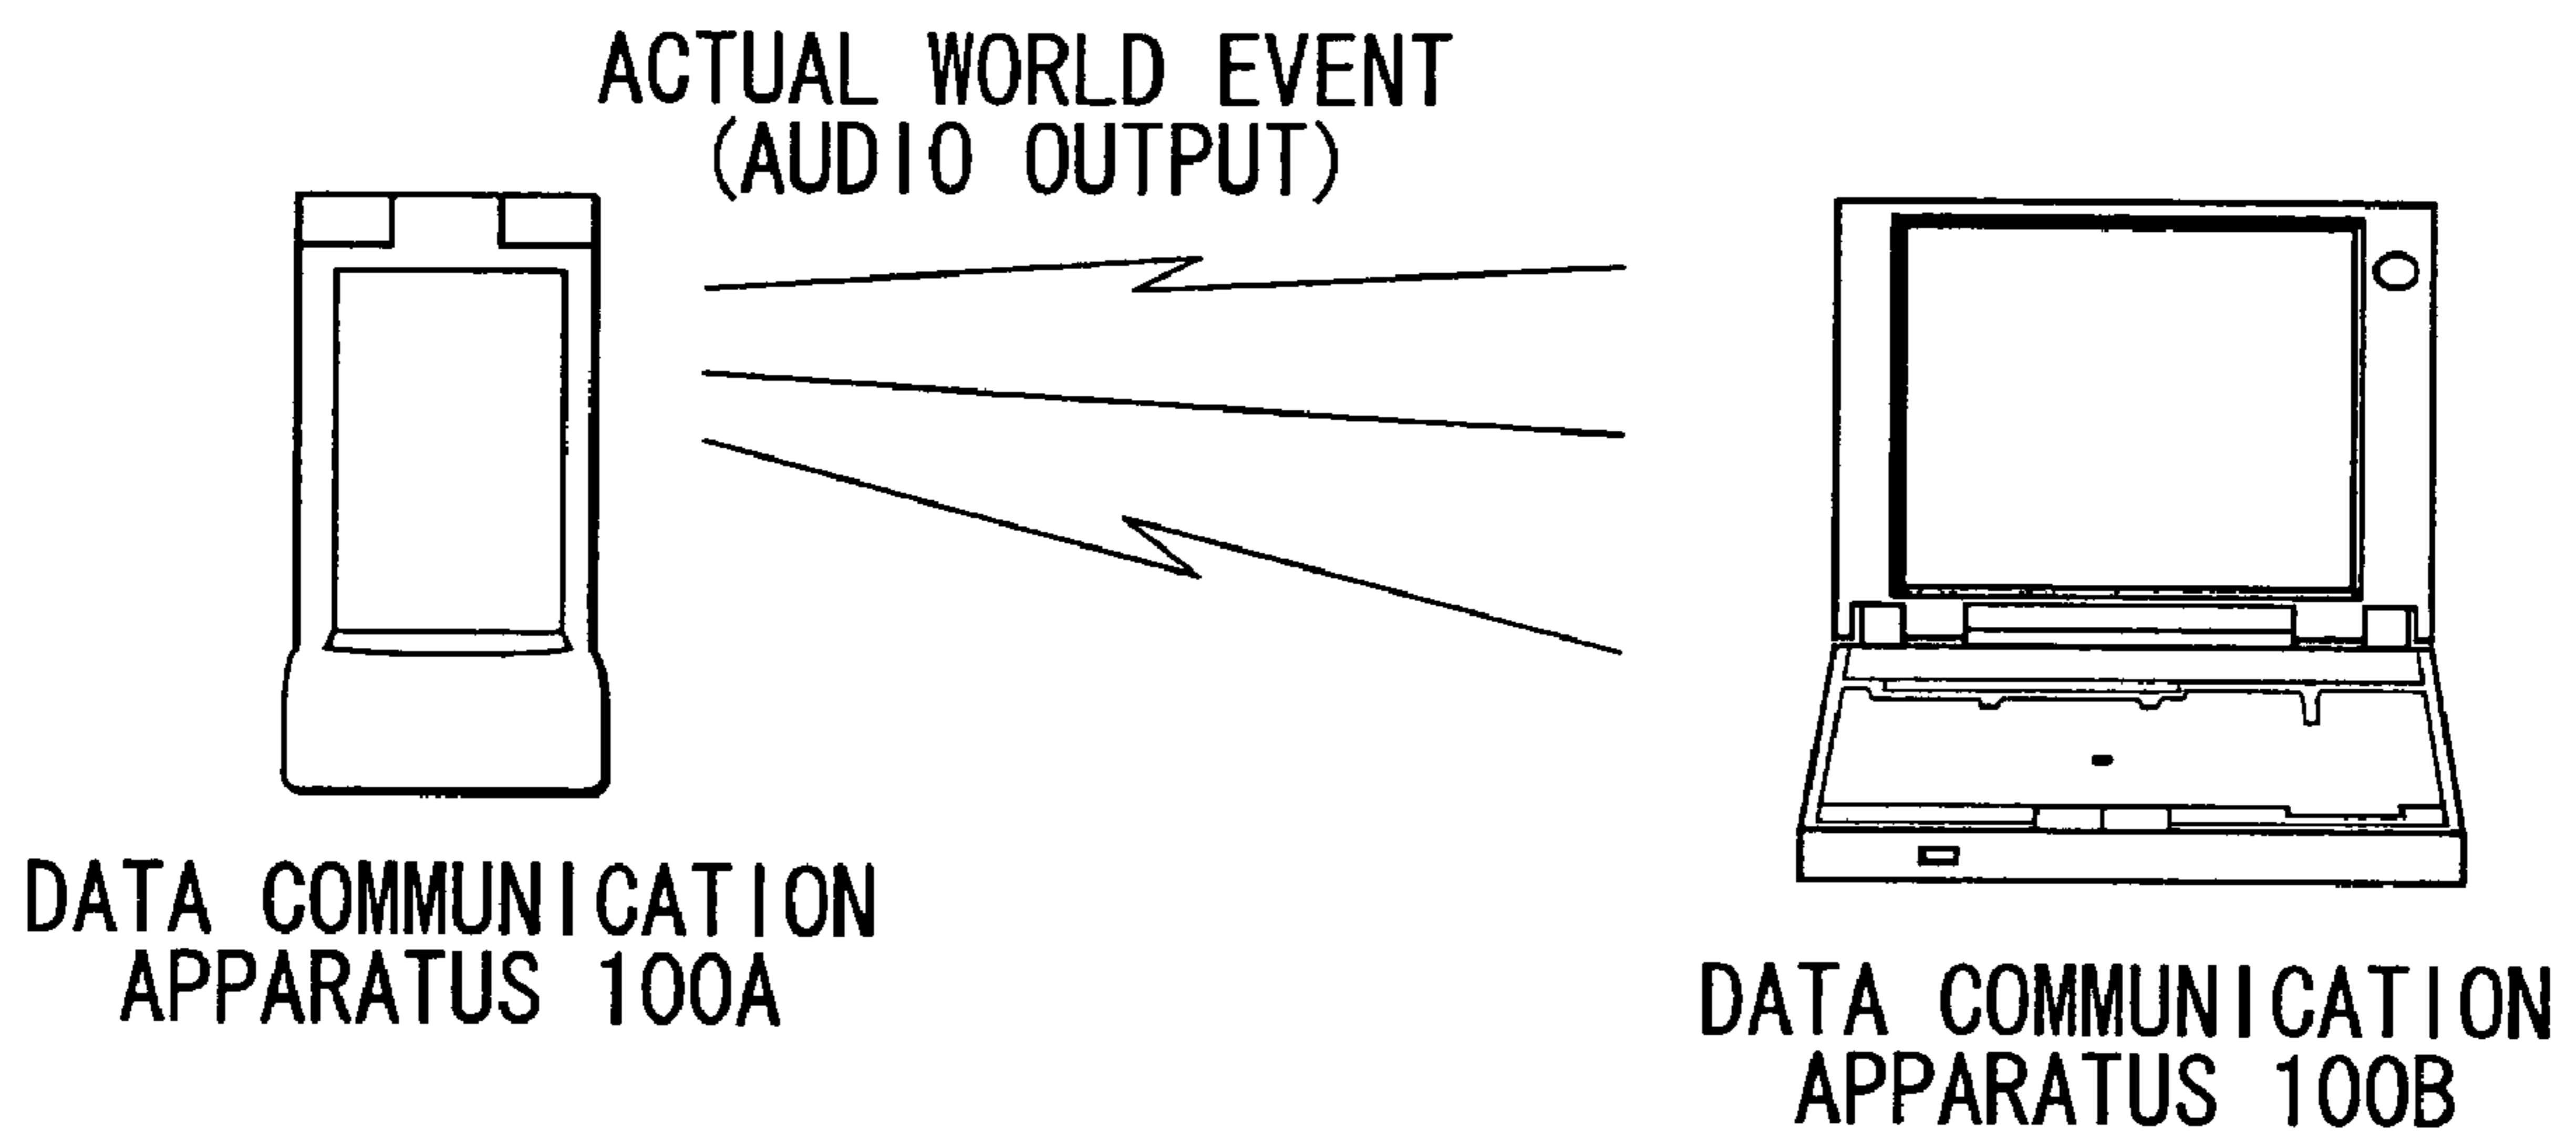 ACTUAL WORLD EVENT
(AUDIO OUTPUT)
DATA COMMUNICATION
APPARATUS 100A
DATA COMMUNICATION
APPARATUS 100B